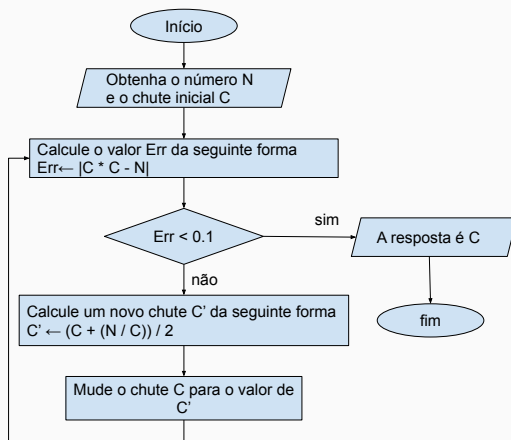 Início
Obtenha o número N
e o chute inicial C
Calcule o valor Err da seguinte forma
Err← |C * C - N|
Err < 0.1
sim
A resposta é C
fim
não
Calcule um novo chute C’ da seguinte forma
C’ ← (C + (N / C)) / 2
Mude o chute C para o valor de
C’